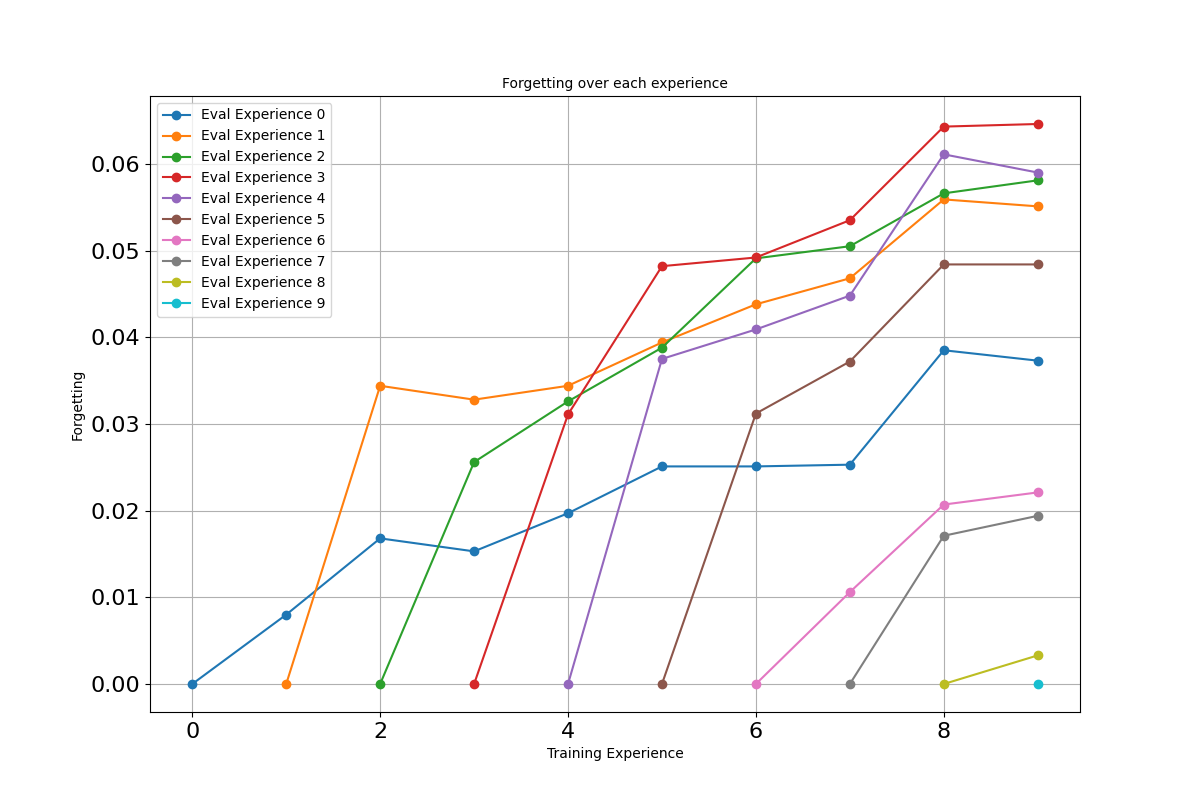 Forgetting over each experience
Eval Experience 0
Eval Experience 1
Eval Experience 2
Eval Experience 3
Eval Experience 4
Eval Experience 5
Eval Experience 6
Eval Experience 7
Eval Experience 8
Eval Experience 9
0.06
0.05
0.04
0.03
0.02
0.01
0.00
Forgetting
0 2 4 6 8
Training Experience